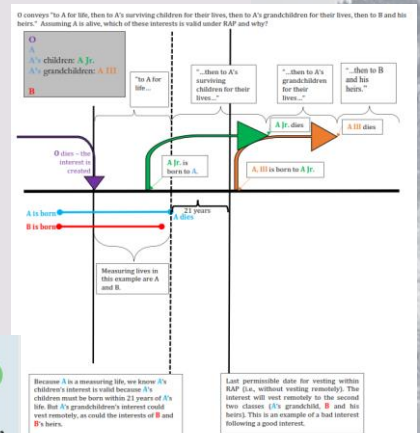 O conveys "to A for life, then to A's surviving children for their lives, then to A's grandchildren for their lives, then to B and his
heirs." Assuming A is alive, which of these interests is valid under RAP and why?
O
A
A's children: A Jr.
A's grandchildren: A III
B
"to A for
life...
"...then to A's
surviving
children for their
lives..."
"...then to A's
grandchildren
for their
lives..."
"...then to B
and his
heirs."
A Jr. dies
A III dies
O dies – the
interest is
created
A Jr. is
born to A.
A. III is born to A Jr.
A is born
B is born
21 years
A dies
Measuring lives in
this example are A
and B.
Because A is a measuring life, we know A's
children's interest is valid because A's
children must be born within 21 years of A's
life. But A's grandchildren's interest could
vest remotely, as could the interests of B and
B's heirs.
Last permissible date for vesting within
RAP (i.e., without vesting remotely). The
interest will vest remotely to the second
two classes (A's grandchild, B and his
heirs). This is an example of a bad interest
following a good interest.